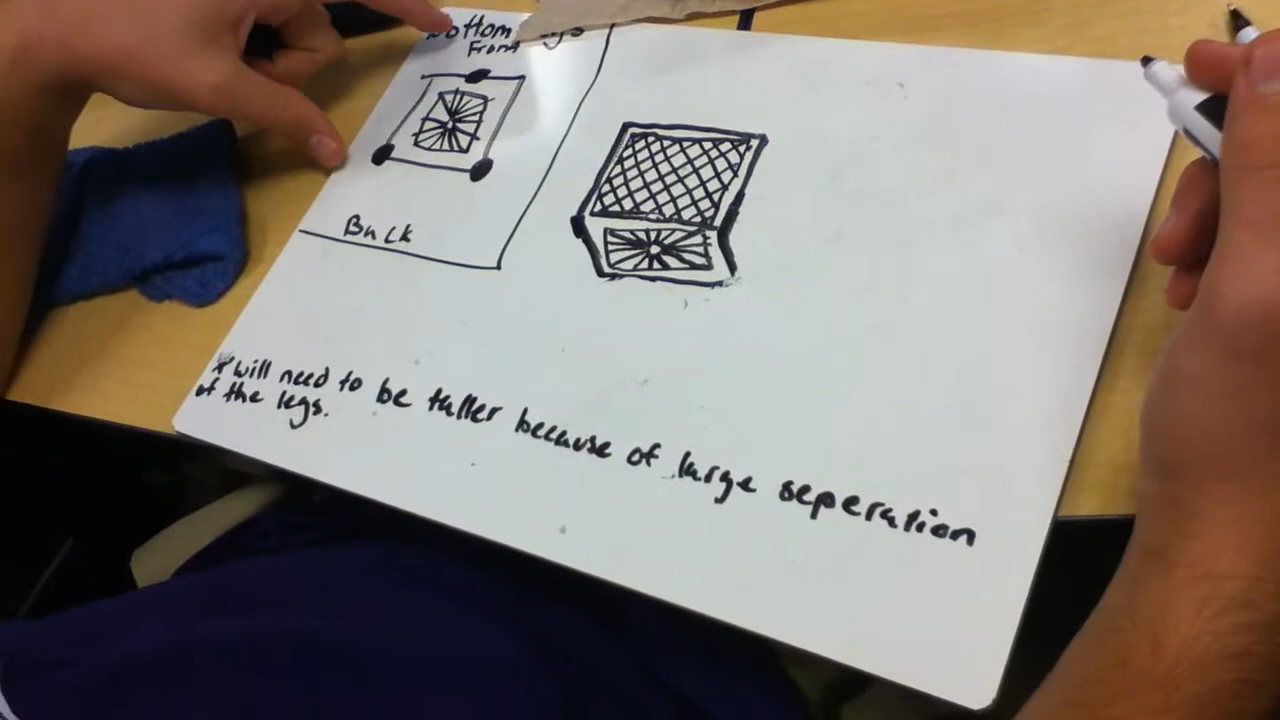 Bottom
Front
Back
* will need to be taller because of large seperation
of the legs.